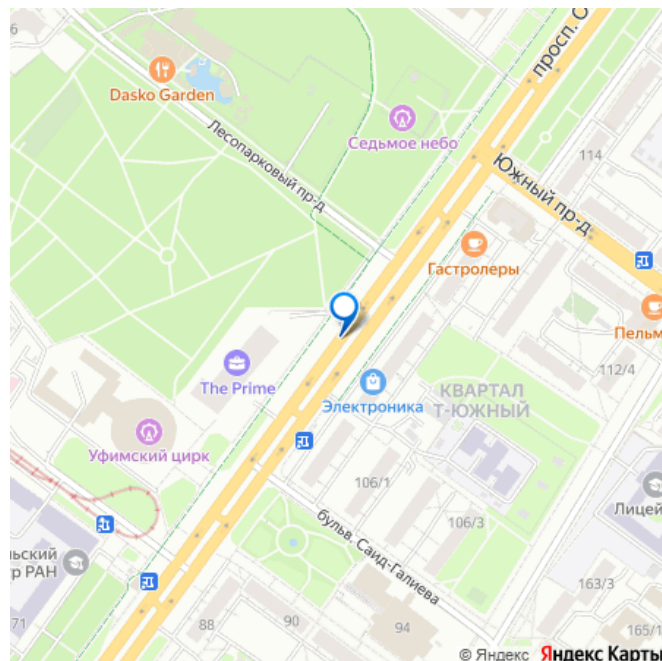 просп. О
Dasko Garden
Лесопарковый пр-д
Седьмое небо
114
Южный пр-д
Гастролеры
Пельм
The Prime
Электроника
КВАРТАЛ
Т-ЮЖНЫЙ
112/4
Уфимский цирк
106/1
106/3
Лицей
бульв. Саид-Галиева
льский
р РАН
71
88
90
94
163/3
165/1
© Яндекс Яндекс Карты